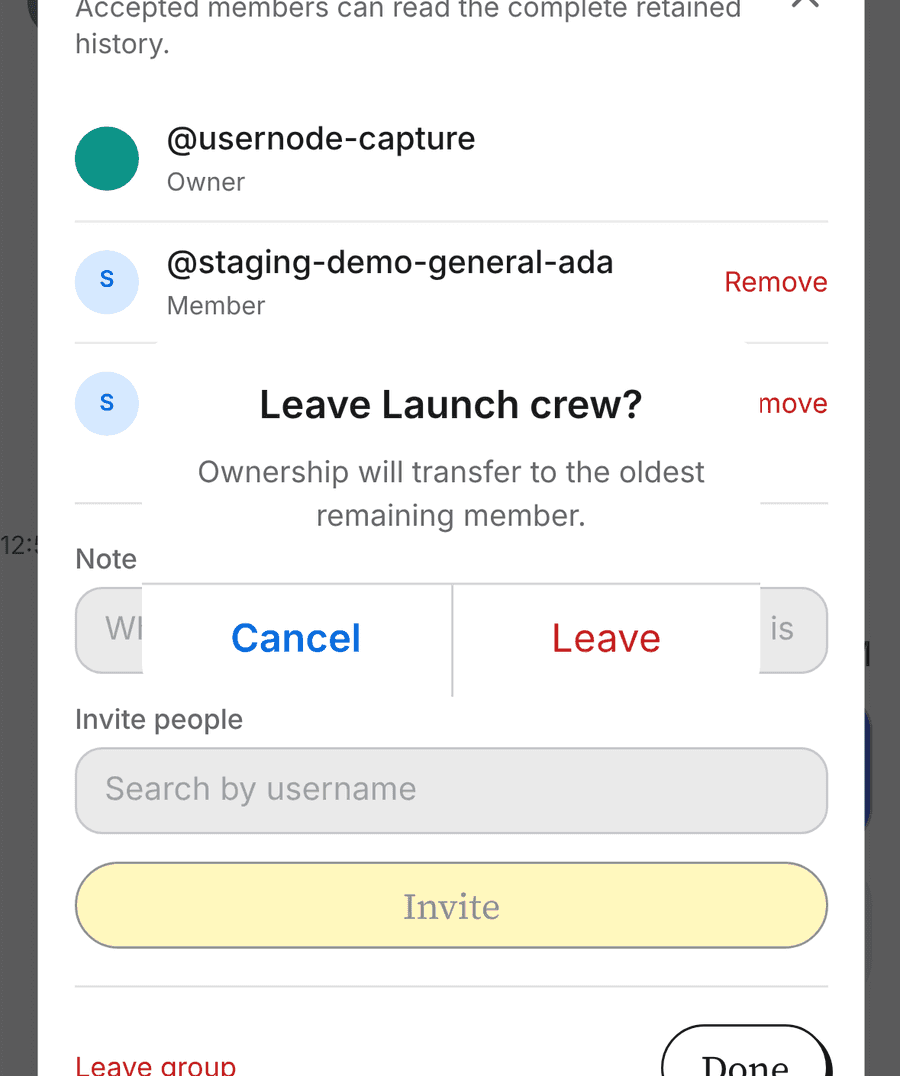 Accepted members can read the complete retained
history.
@usernode-capture
Owner
S
@staging-demo-general-ada
Member
Remove
S
move
Leave Launch crew?
Ownership will transfer to the oldest
remaining member.
Note
is
Cancel
Leave
Invite people
Search by username
Invite
Leave group
Done